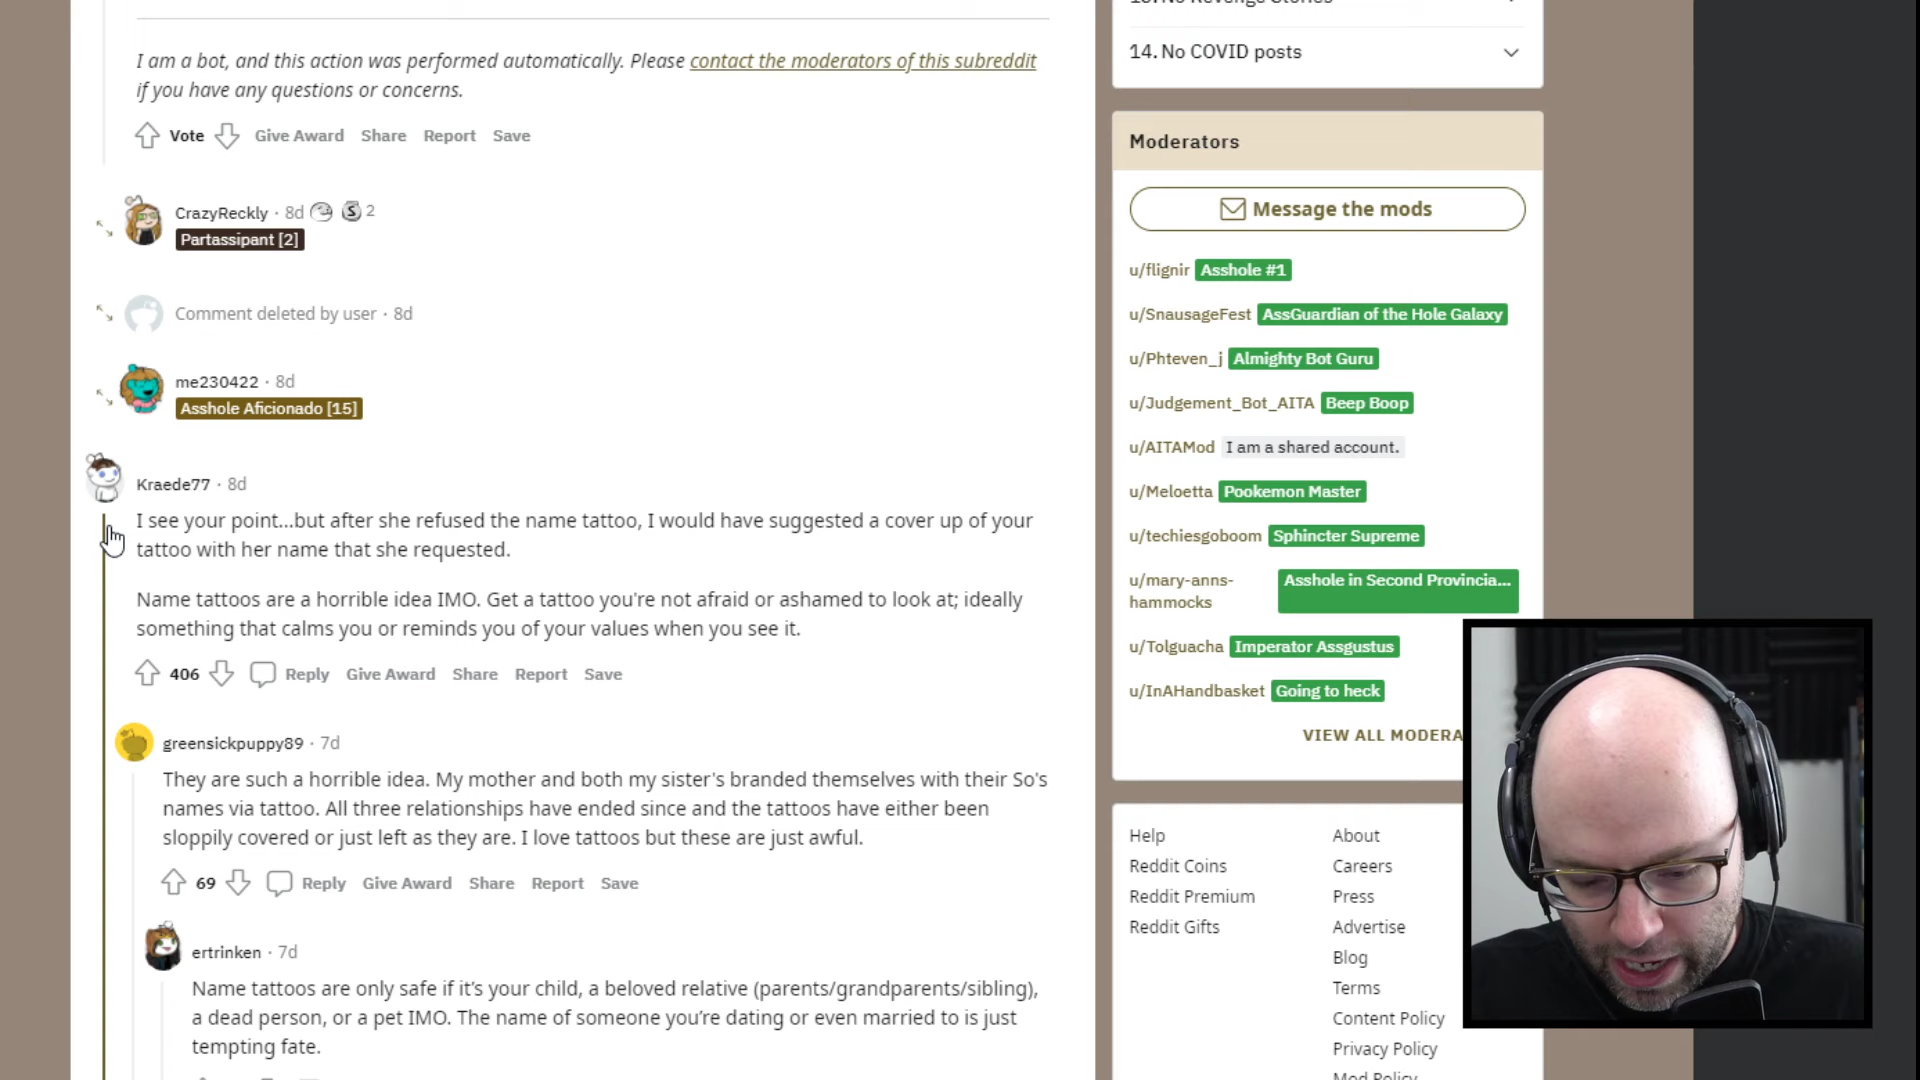 13. No Revenge Stories
I am a bot, and this action was performed automatically. Please contact the moderators of this subreddit
if you have any questions or concerns.
Vote Give Award Share Report Save
CrazyReckly · 8d 2
Partassipant [2]
Comment deleted by user · 8d
me230422 · 8d
Asshole Aficionado [15]
Kraede77 · 8d
I see your point...but after she refused the name tattoo, I would have suggested a cover up of your
tattoo with her name that she requested.
Name tattoos are a horrible idea IMO. Get a tattoo you're not afraid or ashamed to look at; ideally
something that calms you or reminds you of your values when you see it.
406 Reply Give Award Share Report Save
greensickpuppy89 · 7d
They are such a horrible idea. My mother and both my sister's branded themselves with their So's
names via tattoo. All three relationships have ended since and the tattoos have either been
sloppily covered or just left as they are. I love tattoos but these are just awful.
69 Reply Give Award Share Report Save
ertrinken · 7d
Name tattoos are only safe if it’s your child, a beloved relative (parents/grandparents/sibling),
a dead person, or a pet IMO. The name of someone you’re dating or even married to is just
tempting fate.
14. No COVID posts
Moderators
Message the mods
u/flignir Asshole #1
u/SnausageFest AssGuardian of the Hole Galaxy
u/Phteven_j Almighty Bot Guru
u/Judgement_Bot_AITA Beep Boop
u/AITAMod I am a shared account.
u/Meloetta Pookemon Master
u/techiesgoboom Sphincter Supreme
u/mary-anns-
hammocks Asshole in Second Provincia...
u/Tolguacha Imperator Assgustus
u/InAHandbasket Going to heck
VIEW ALL MODERA
Help
Reddit Coins
Reddit Premium
Reddit Gifts
About
Careers
Press
Advertise
Blog
Terms
Content Policy
Privacy Policy
Mod Policy